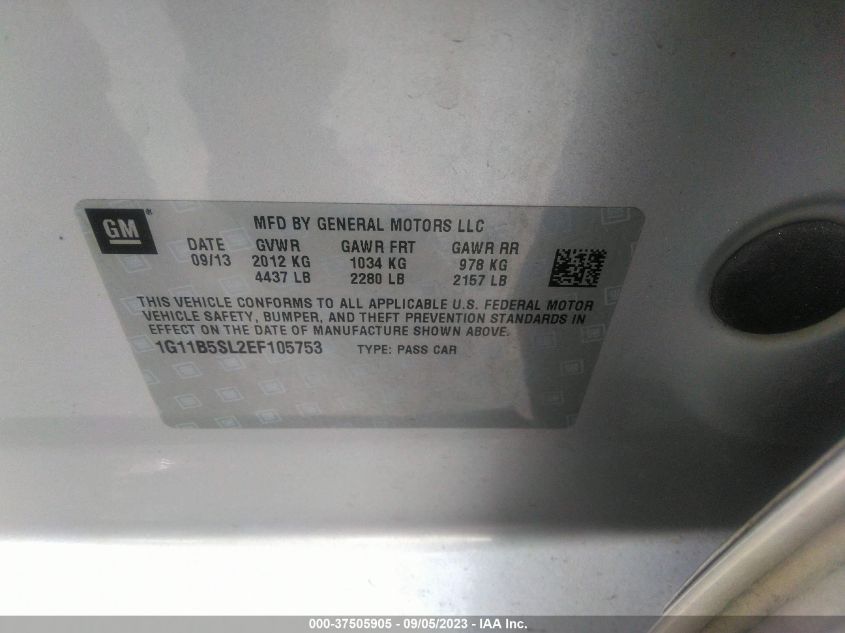 GM ®
MFD BY GENERAL MOTORS LLC
DATE GVWR GAWR FRT GAWR RR
09/13 2012 KG 1034 KG 978 KG
4437 LB 2280 LB 2157 LB
THIS VEHICLE CONFORMS TO ALL APPLICABLE U.S. FEDERAL MOTOR
VEHICLE SAFETY, BUMPER, AND THEFT PREVENTION STANDARDS IN
EFFECT ON THE DATE OF MANUFACTURE SHOWN ABOVE.
1G11B5SL2EF105753 TYPE: PASS CAR
000-37505905 - 09/05/2023 - IAA Inc.